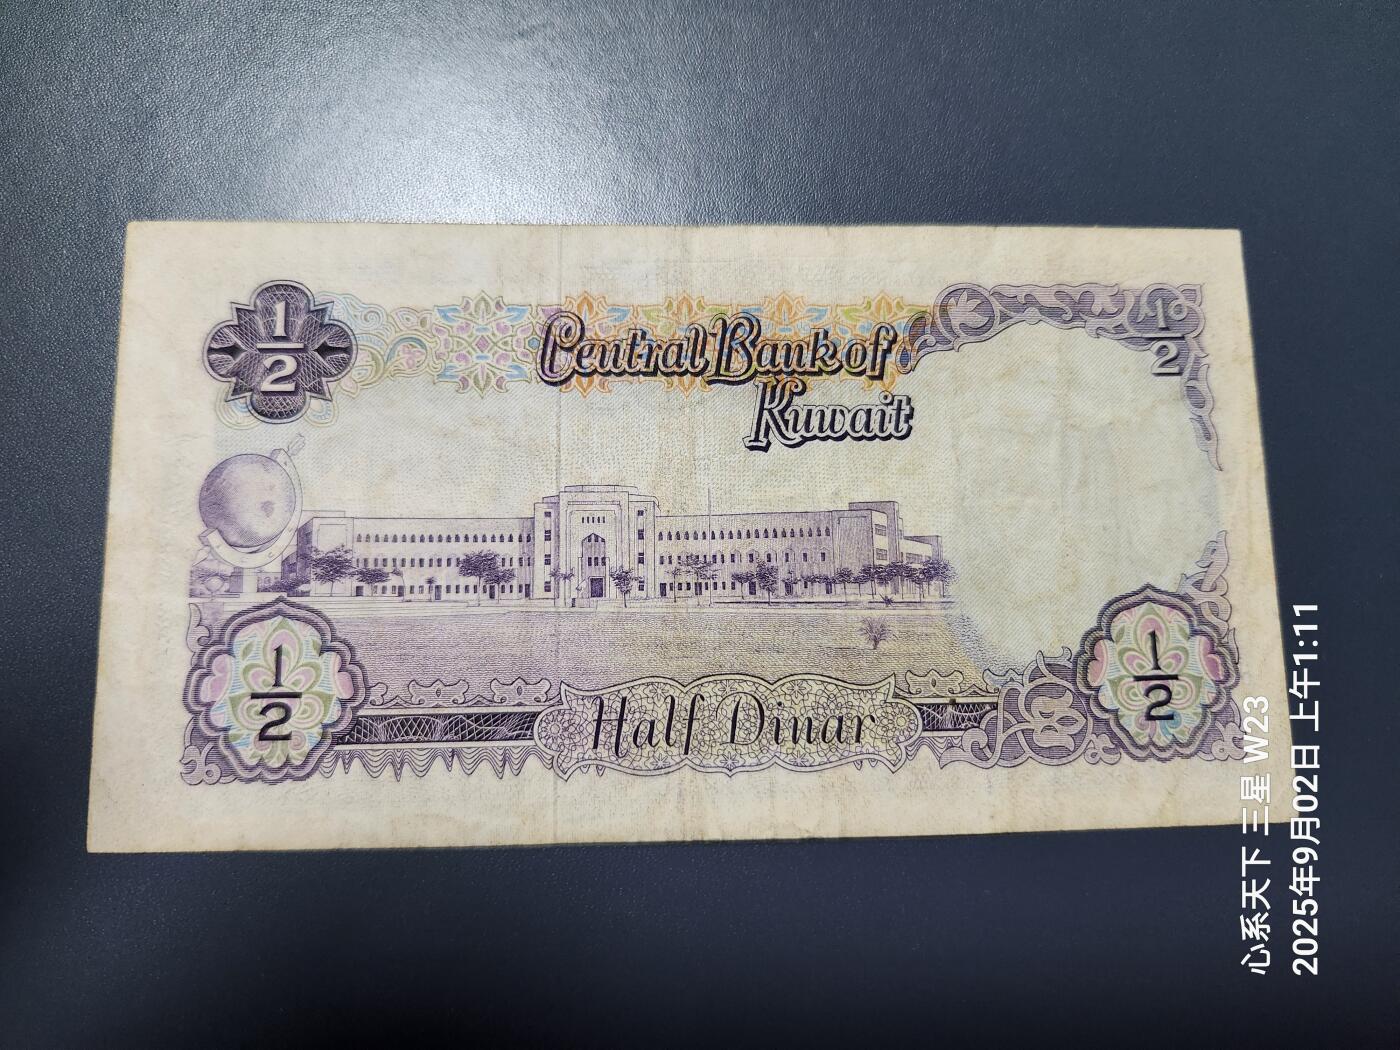 1/2
Central Bank of
Kuwait
1/2
1/2
Half Dinar
1/2
心系天下 三星 W23
2025年9月02日 上午1:11